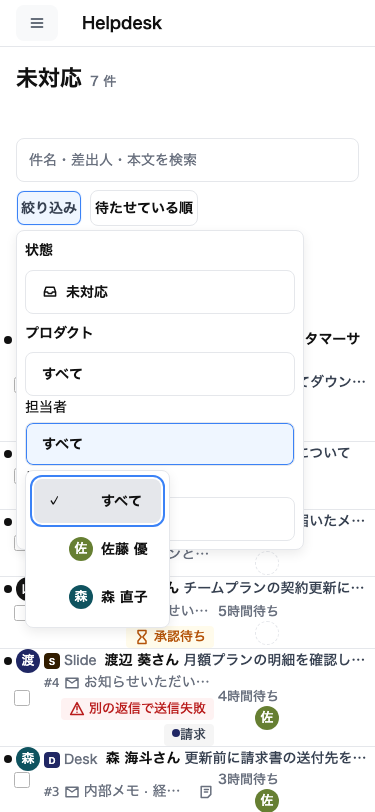 Helpdesk
未対応 7 件
件名・差出人・本文を検索
絞り込み
待たせている順
状態
未対応
プロダクト
タマーサ
すべて
てダウン…
担当者
すべて
について
✓ すべて
届いたメ…
佐 佐藤 優
ンと…
森 森 直子
ん チームプランの契約更新に…
せい…
5時間待ち
承認待ち
渡 S Slide 渡辺 葵さん 月額プランの明細を確認し…
#4 お知らせいただい…
4時間待ち
別の返信で送信失敗
佐
請求
森 D Desk 森 海斗さん 更新前に請求書の送付先を…
3時間待ち
#3 内部メモ · 経…
佐